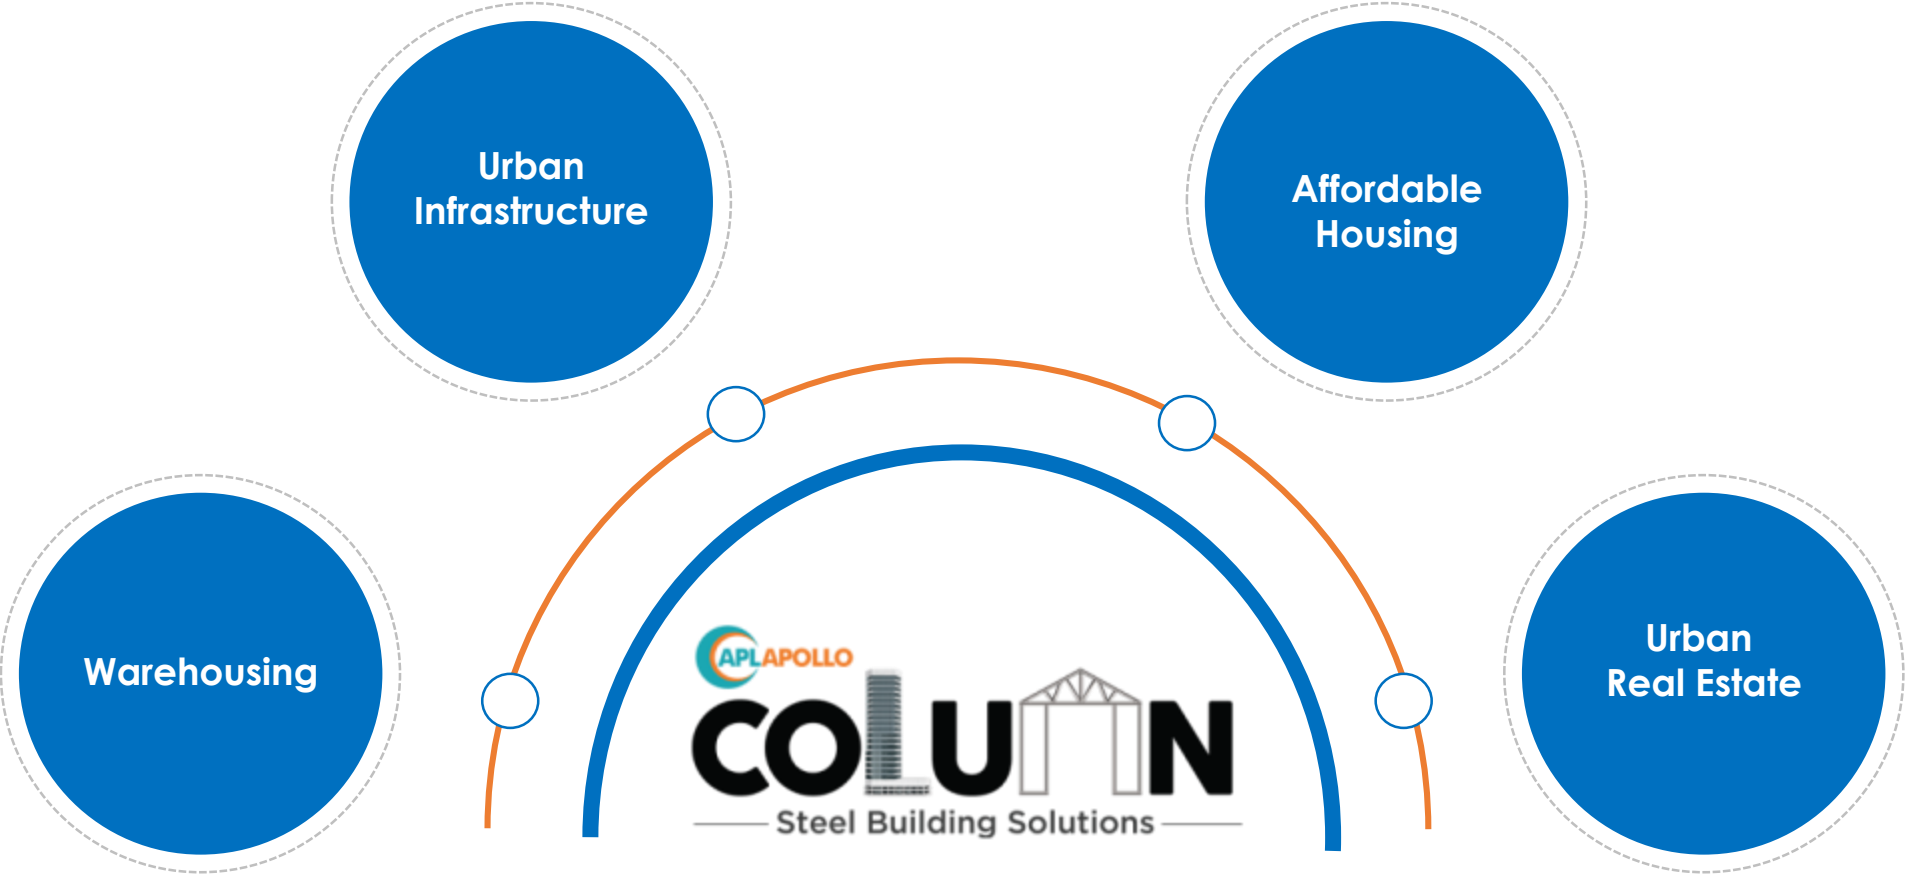 Urban
Infrastructure
Affordable
Housing
Warehousing
Urban
Real Estate
APLAPOLLO
COLUMN
Steel Building Solutions